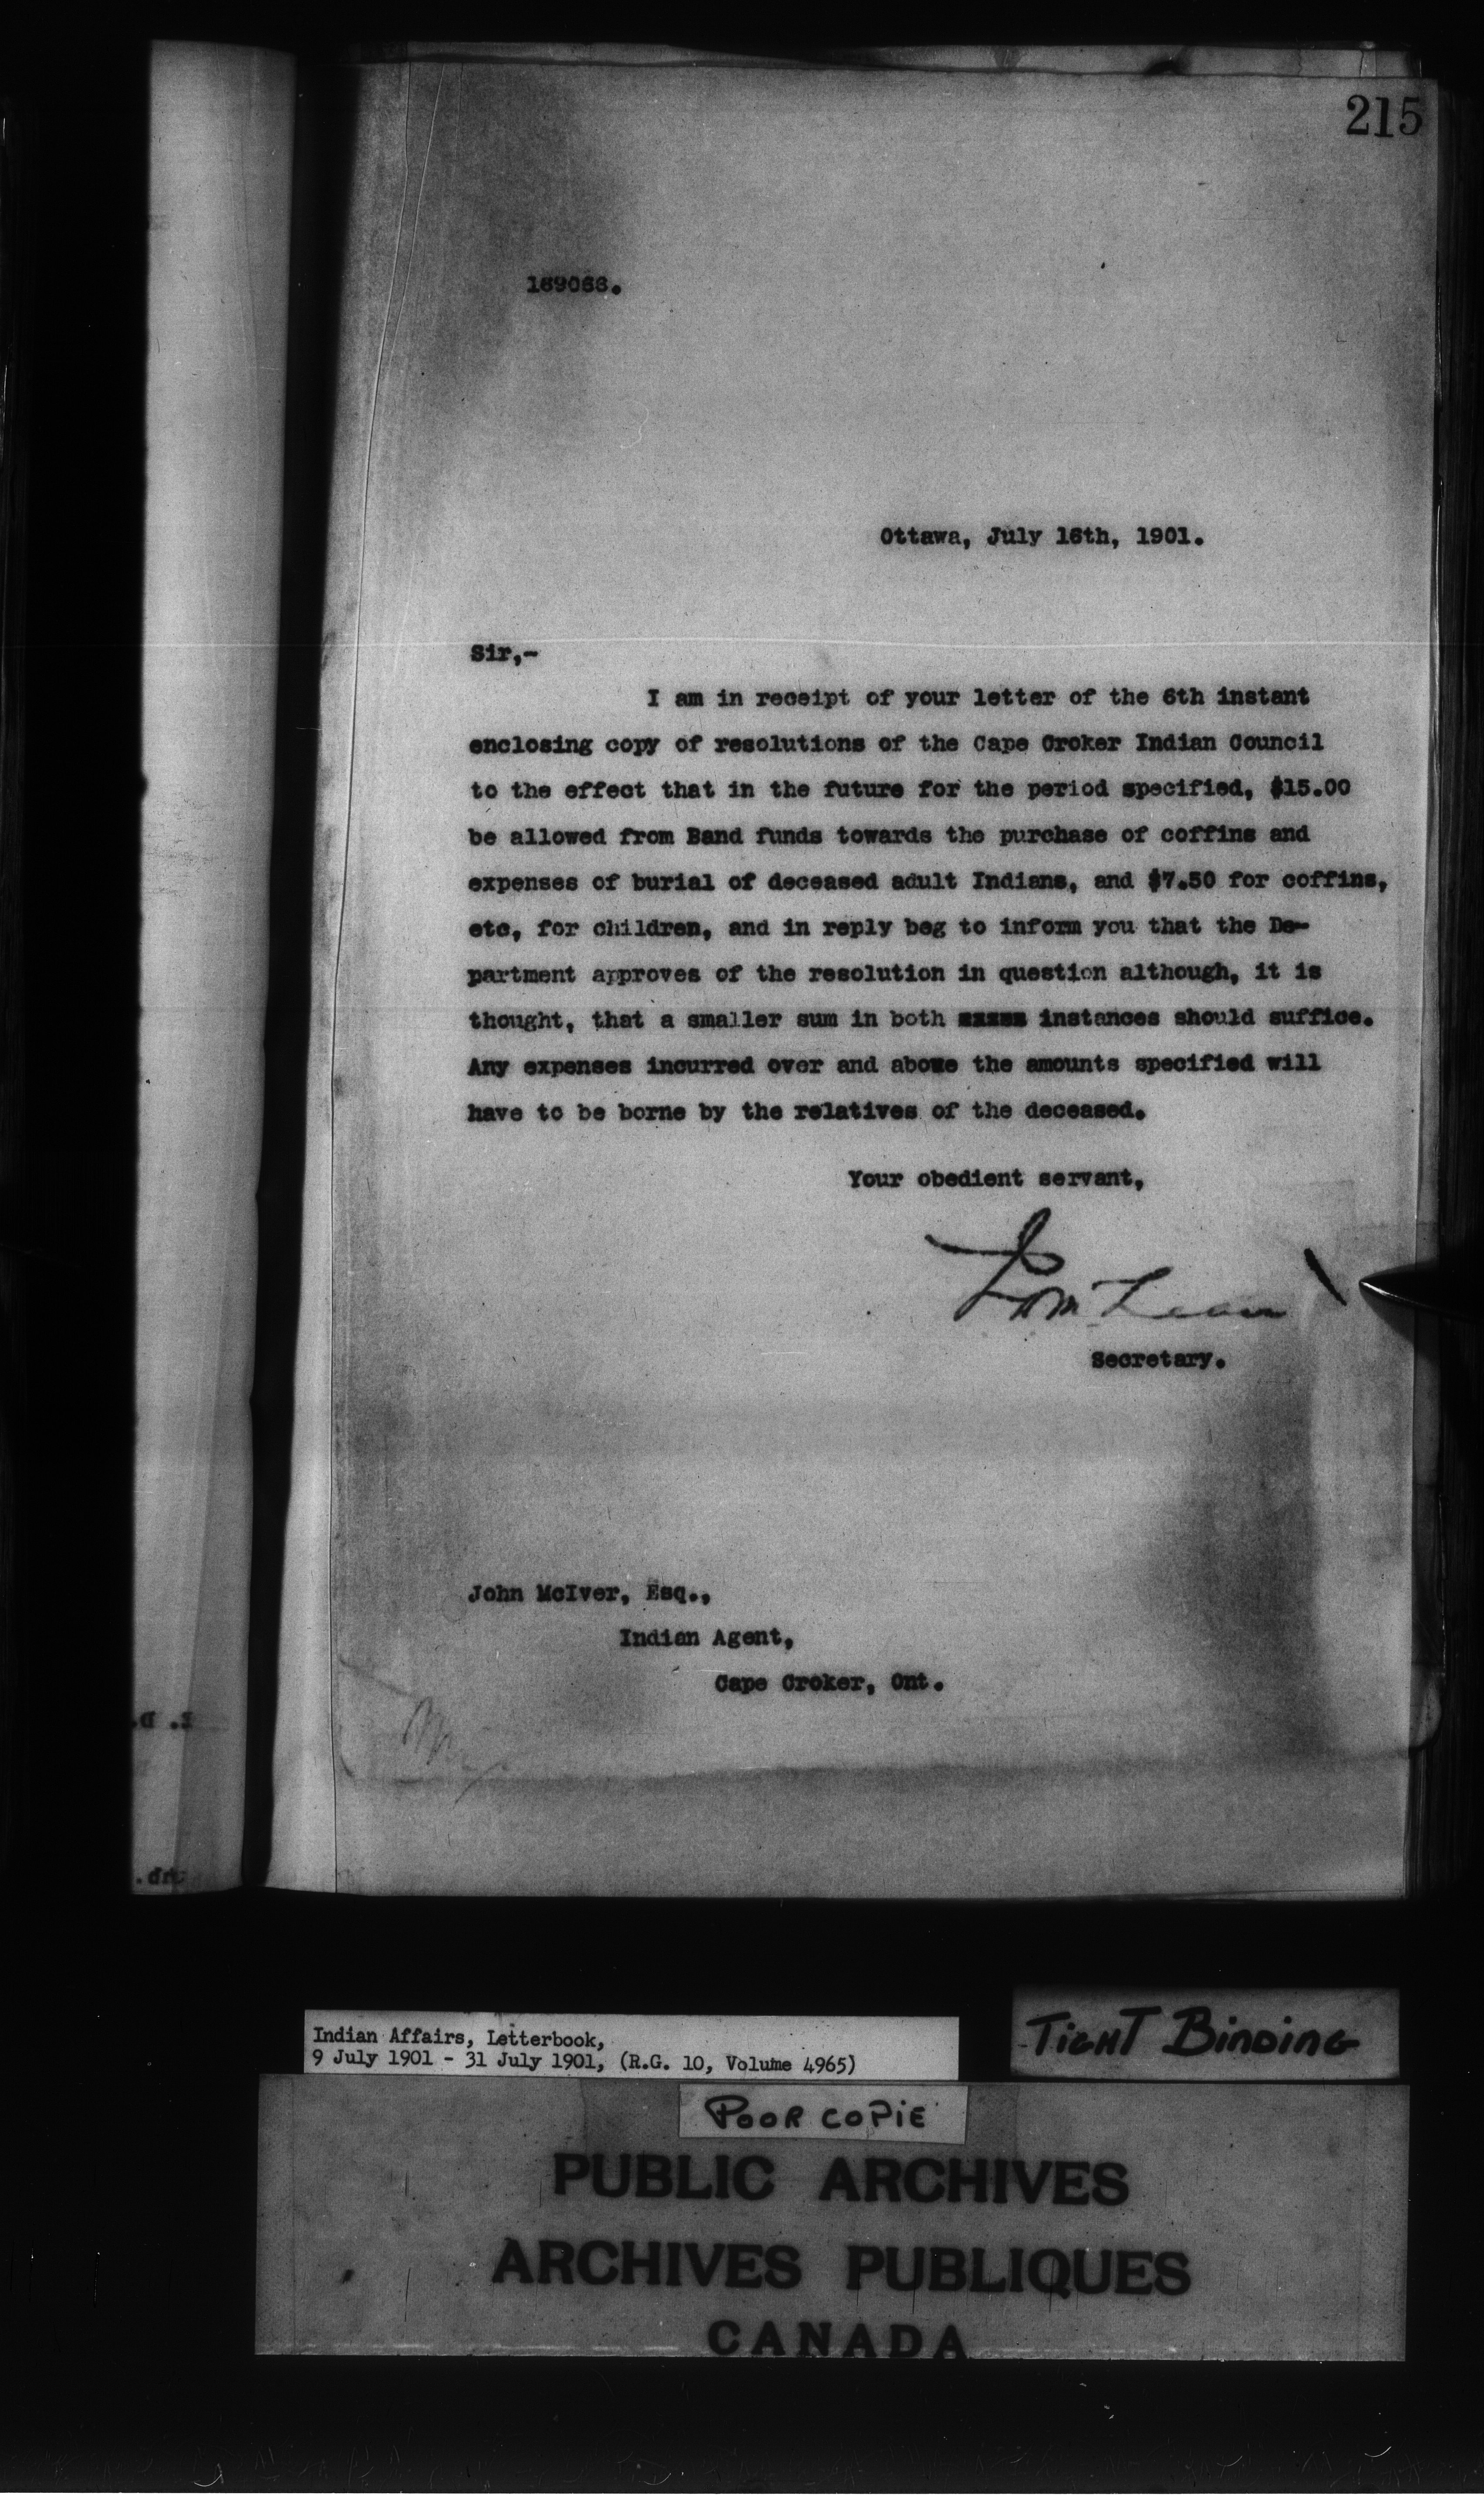 215
169066.
Ottawa, July 16th, 1901.
Sir,-
I am in receipt of your letter of the 6th instant
enclosing copy of resolutions of the Cape Croker Indian Council
to the effect that in the future for the period specified, $15.00
be allowed from Band funds towards the purchase of coffins and
expenses of burial of deceased adult Indians, and $7.50 for coffins,
etc, for children, and in reply beg to inform you that the De-
partment approves of the resolution in question although, it is
thought, that a smaller sum in both instances should suffice.
Any expenses incurred over and above the amounts specified will
have to be borne by the relatives of the deceased.
Your obedient servant,
Secretary.
John McIver, Esq.,
Indian Agent,
Cape Croker, Ont.
Indian Affairs, Letterbook,
9 July 1901 - 31 July 1901, (R.G. 10, Volume 4965)
TIGHT BINDING
POOR COPIE
PUBLIC ARCHIVES
ARCHIVES PUBLIQUES
CANADA